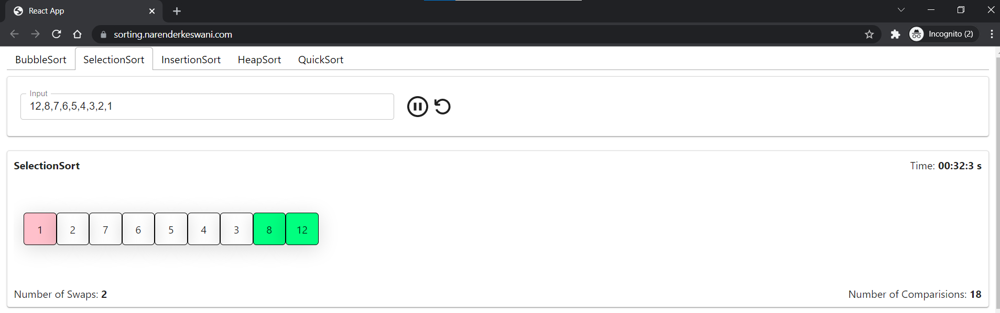 React App
sorting.narenderkeswani.com
Incognito (2)
BubbleSort SelectionSort InsertionSort HeapSort QuickSort
Input
12,8,7,6,5,4,3,2,1
SelectionSort Time: 00:32:3 s
1 2 7 6 5 4 3 8 12
Number of Swaps: 2 Number of Comparisions: 18